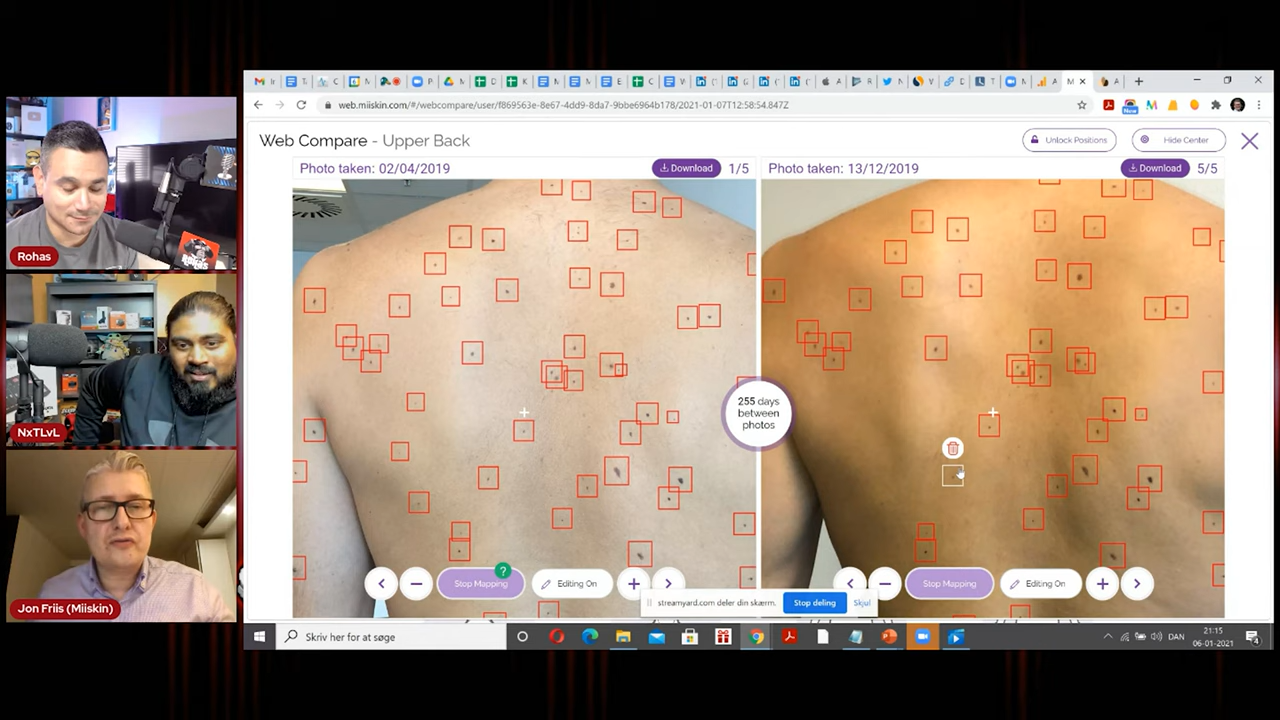 web.miiskin.com/#/webcompare/user/f869563e-8e67-4dd9-8da7-9bbe6964b178/2021-01-07T12:58:54.847Z
New
Web Compare - Upper Back
Unlock Positions
Hide Center
Photo taken: 02/04/2019
Download
1/5
Photo taken: 13/12/2019
Download
5/5
Rohas
ROHAS
NxTLvL
255 days
between
photos
Jon Friis (Miiskin)
Stop Mapping
?
Editing On
Stop Mapping
Editing On
streamyard.com deler din skærm.
Stop deling
Skjul
Skriv her for at søge
DAN
21:15
06-01-2021
4